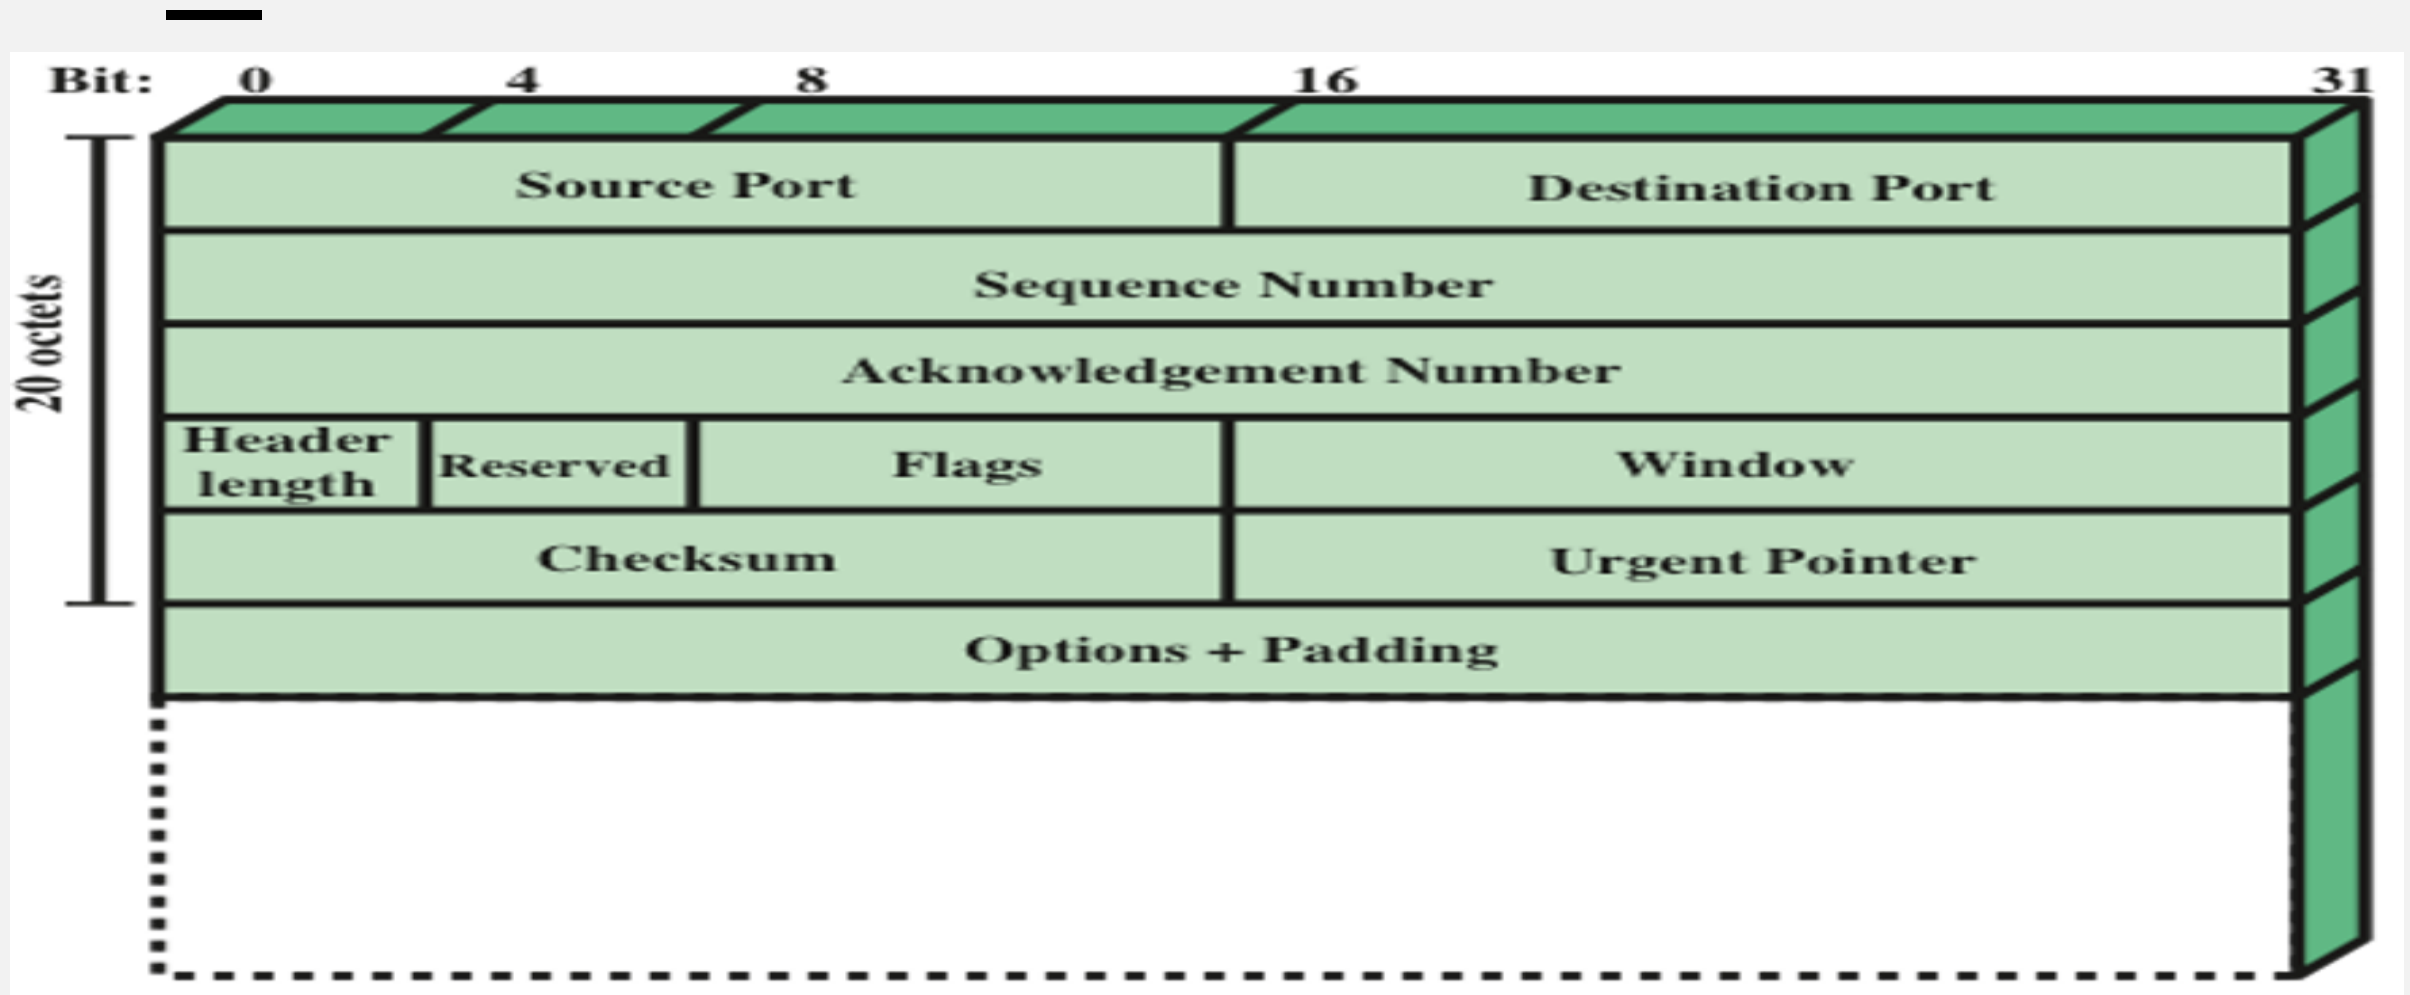 Bit: 0 4 8 16 31
20 octets
Source Port Destination Port
Sequence Number
Acknowledgement Number
Header
length
Reserved Flags Window
Checksum Urgent Pointer
Options + Padding